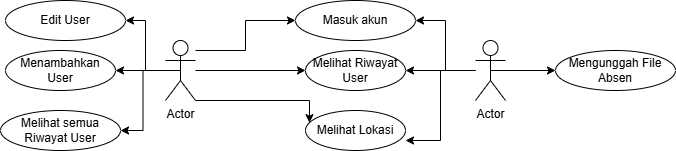 Edit User
Masuk akun
Menambahkan
User
Melihat Riwayat
User
Mengunggah File
Absen
Actor
Actor
Melihat semua
Riwayat User
Melihat Lokasi